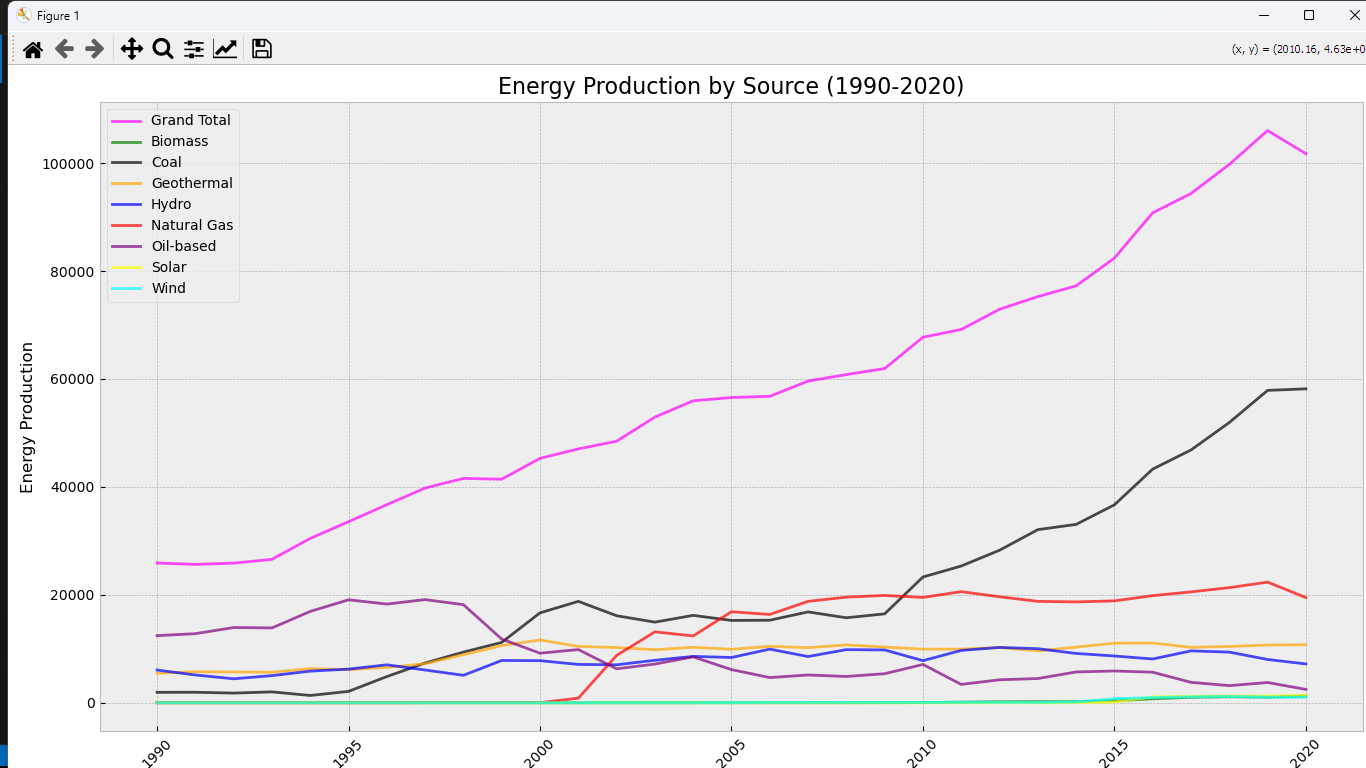 Figure 1
(x, y) = (2010.16, 4.63e+0
Energy Production by Source (1990-2020)
Grand Total
Biomass
Coal
Geothermal
Hydro
Natural Gas
Oil-based
Solar
Wind
100000
80000
60000
40000
20000
0
Energy Production
1990
1995
2000
2005
2010
2015
2020